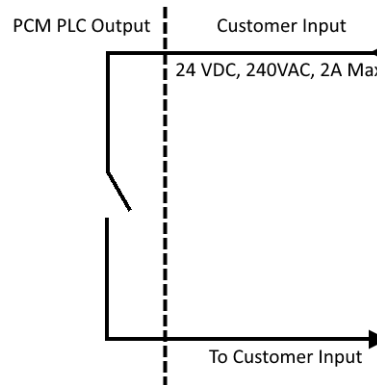 PCM PLC Output
Customer Input
24 VDC, 240VAC, 2A Max
To Customer Input